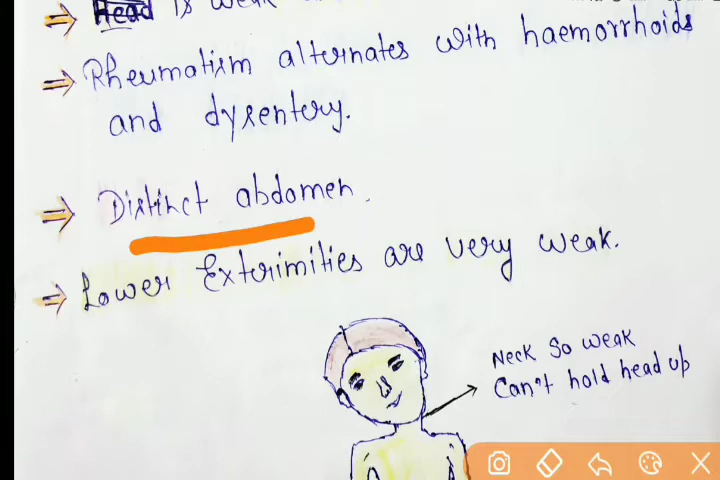 ⇒ Head is weak
⇒ Rheumatism alternates with haemorrhoids
and dysentery.
⇒ Distinct abdomen.
⇒ Lower Exterimities are very weak.
Neck so weak
Can't hold head up